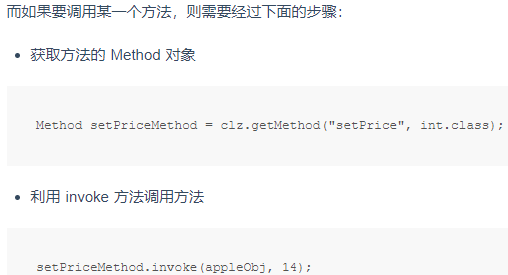 而如果要调用某一个方法，则需要经过下面的步骤：
获取方法的 Method 对象
Method setPriceMethod = clz.getMethod("setPrice", int.class);
利用 invoke 方法调用方法
setPriceMethod.invoke(appleObj, 14);